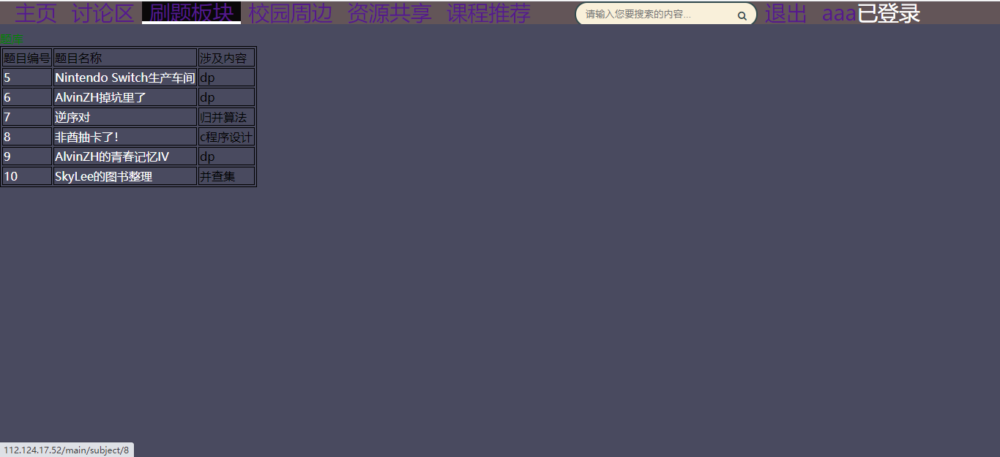 主页 讨论区 刷题板块 校园周边 资源共享 课程推荐 请输入您要搜索的内容... 退出 aaa已登录
题目编号 题目名称 涉及内容
5 Nintendo Switch生产车间 dp
6 AlvinZH掉坑里了 dp
7 逆序对 归并算法
8 非酋抽卡了！ c程序设计
9 AlvinZH的青春记忆IV dp
10 SkyLee的图书整理 并查集
112.124.17.52/main/subject/8